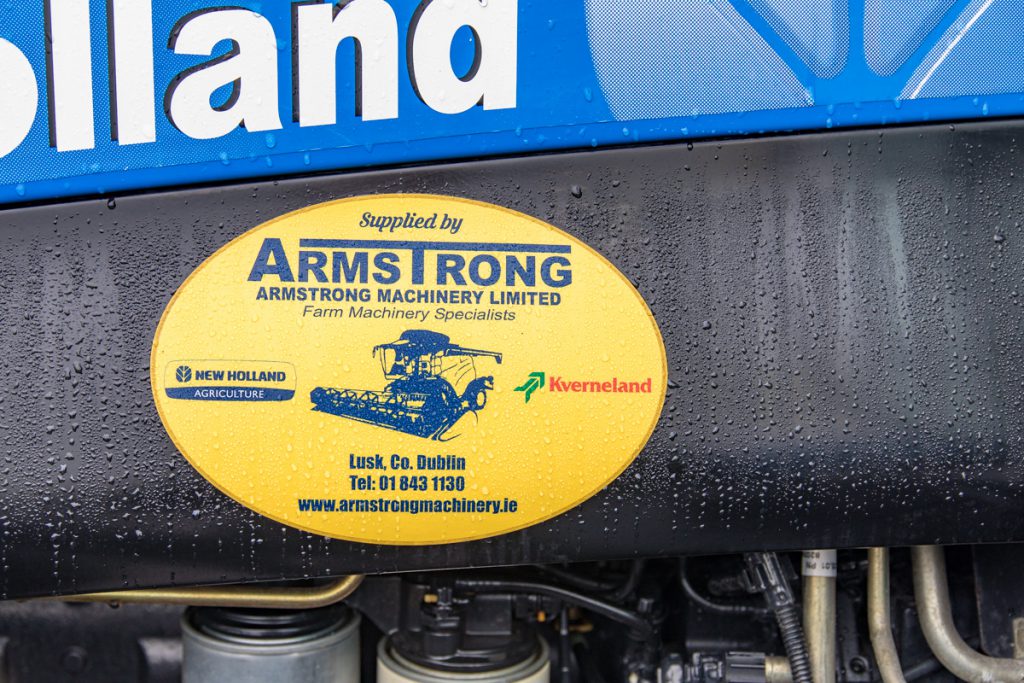 olland
Supplied by
ARMSTRONG
ARMSTRONG MACHINERY LIMITED
Farm Machinery Specialists
NEW HOLLAND
AGRICULTURE
Kverneland
Lusk, Co. Dublin
Tel: 01 843 1130
www.armstrongmachinery.ie